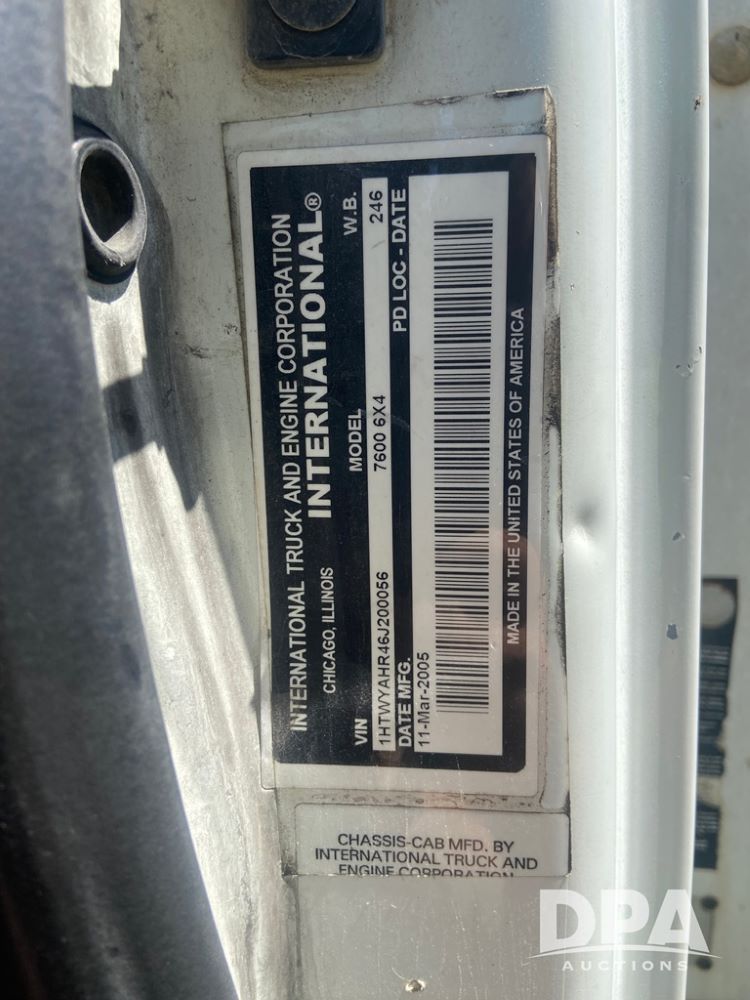 INTERNATIONAL TRUCK AND ENGINE CORPORATION
CHICAGO, ILLINOIS INTERNATIONAL®
VIN MODEL W.B.
1HTWYAHR46J200056 7600 6X4 246
DATE MFG. PD LOC - DATE
11-Mar-2005
MADE IN THE UNITED STATES OF AMERICA
CHASSIS-CAB MFD. BY
INTERNATIONAL TRUCK AND
ENGINE CORPORATION
DPA
AUCTIONS